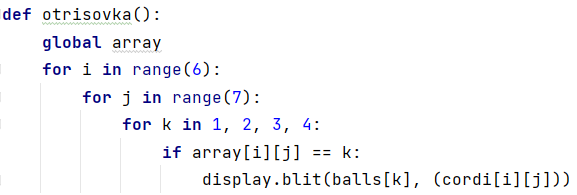 def otrisovka():
    global array
    for i in range(6):
        for j in range(7):
            for k in 1, 2, 3, 4:
                if array[i][j] == k:
                    display.blit(balls[k], (cordi[i][j]))